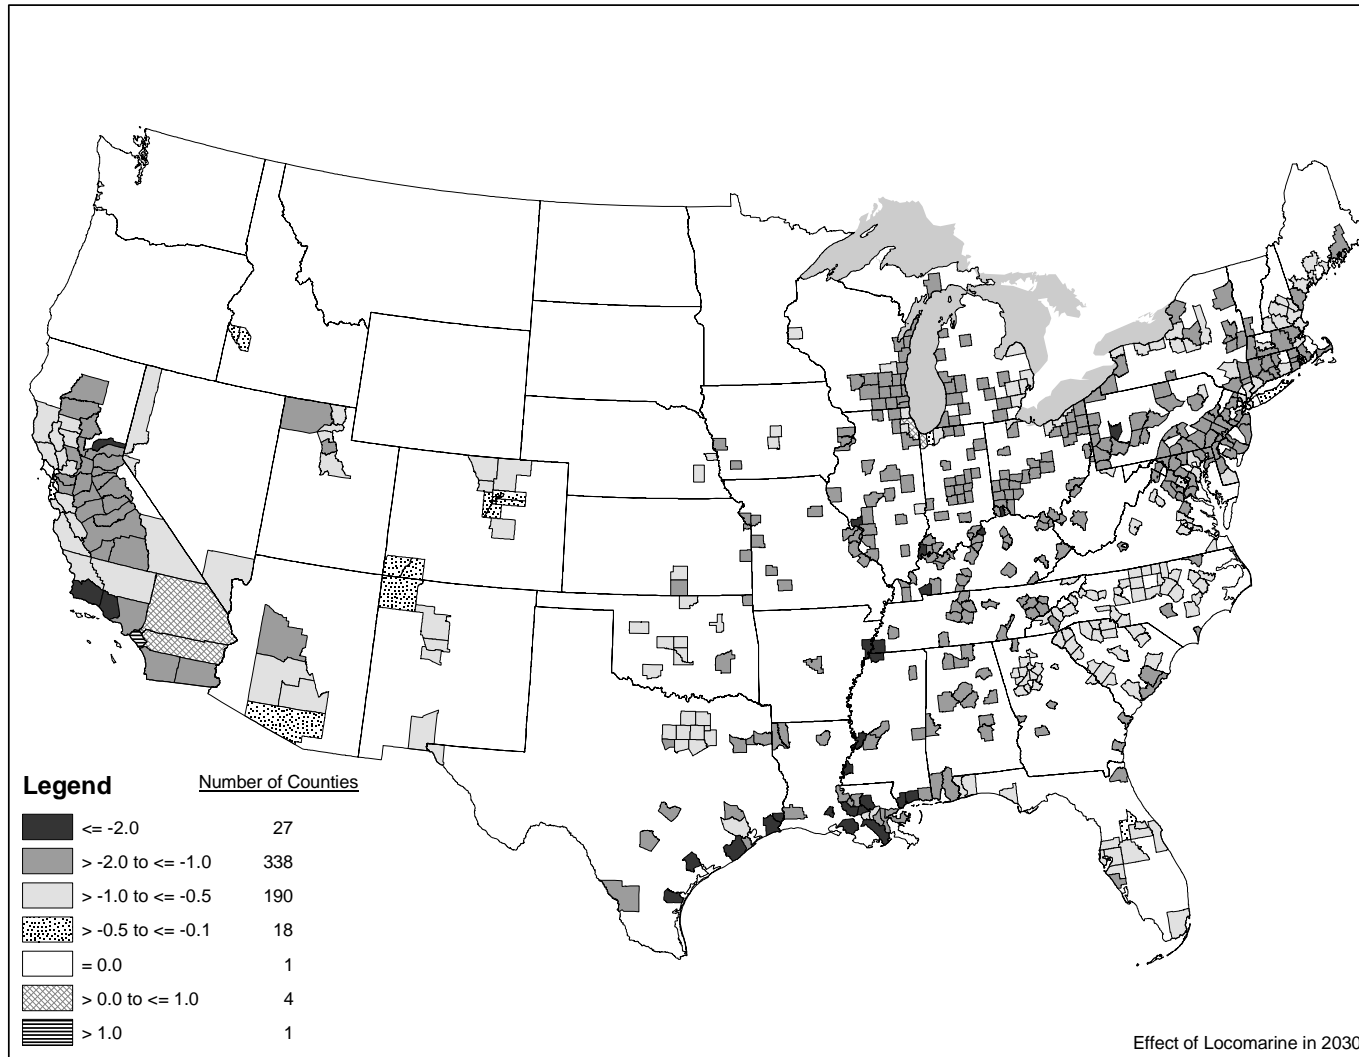 Legend Number of Counties
<= -2.0 27
> -2.0 to <= -1.0 338
> -1.0 to <= -0.5 190
> -0.5 to <= -0.1 18
= 0.0 1
> 0.0 to <= 1.0 4
> 1.0 1
Effect of Locomarine in 2030